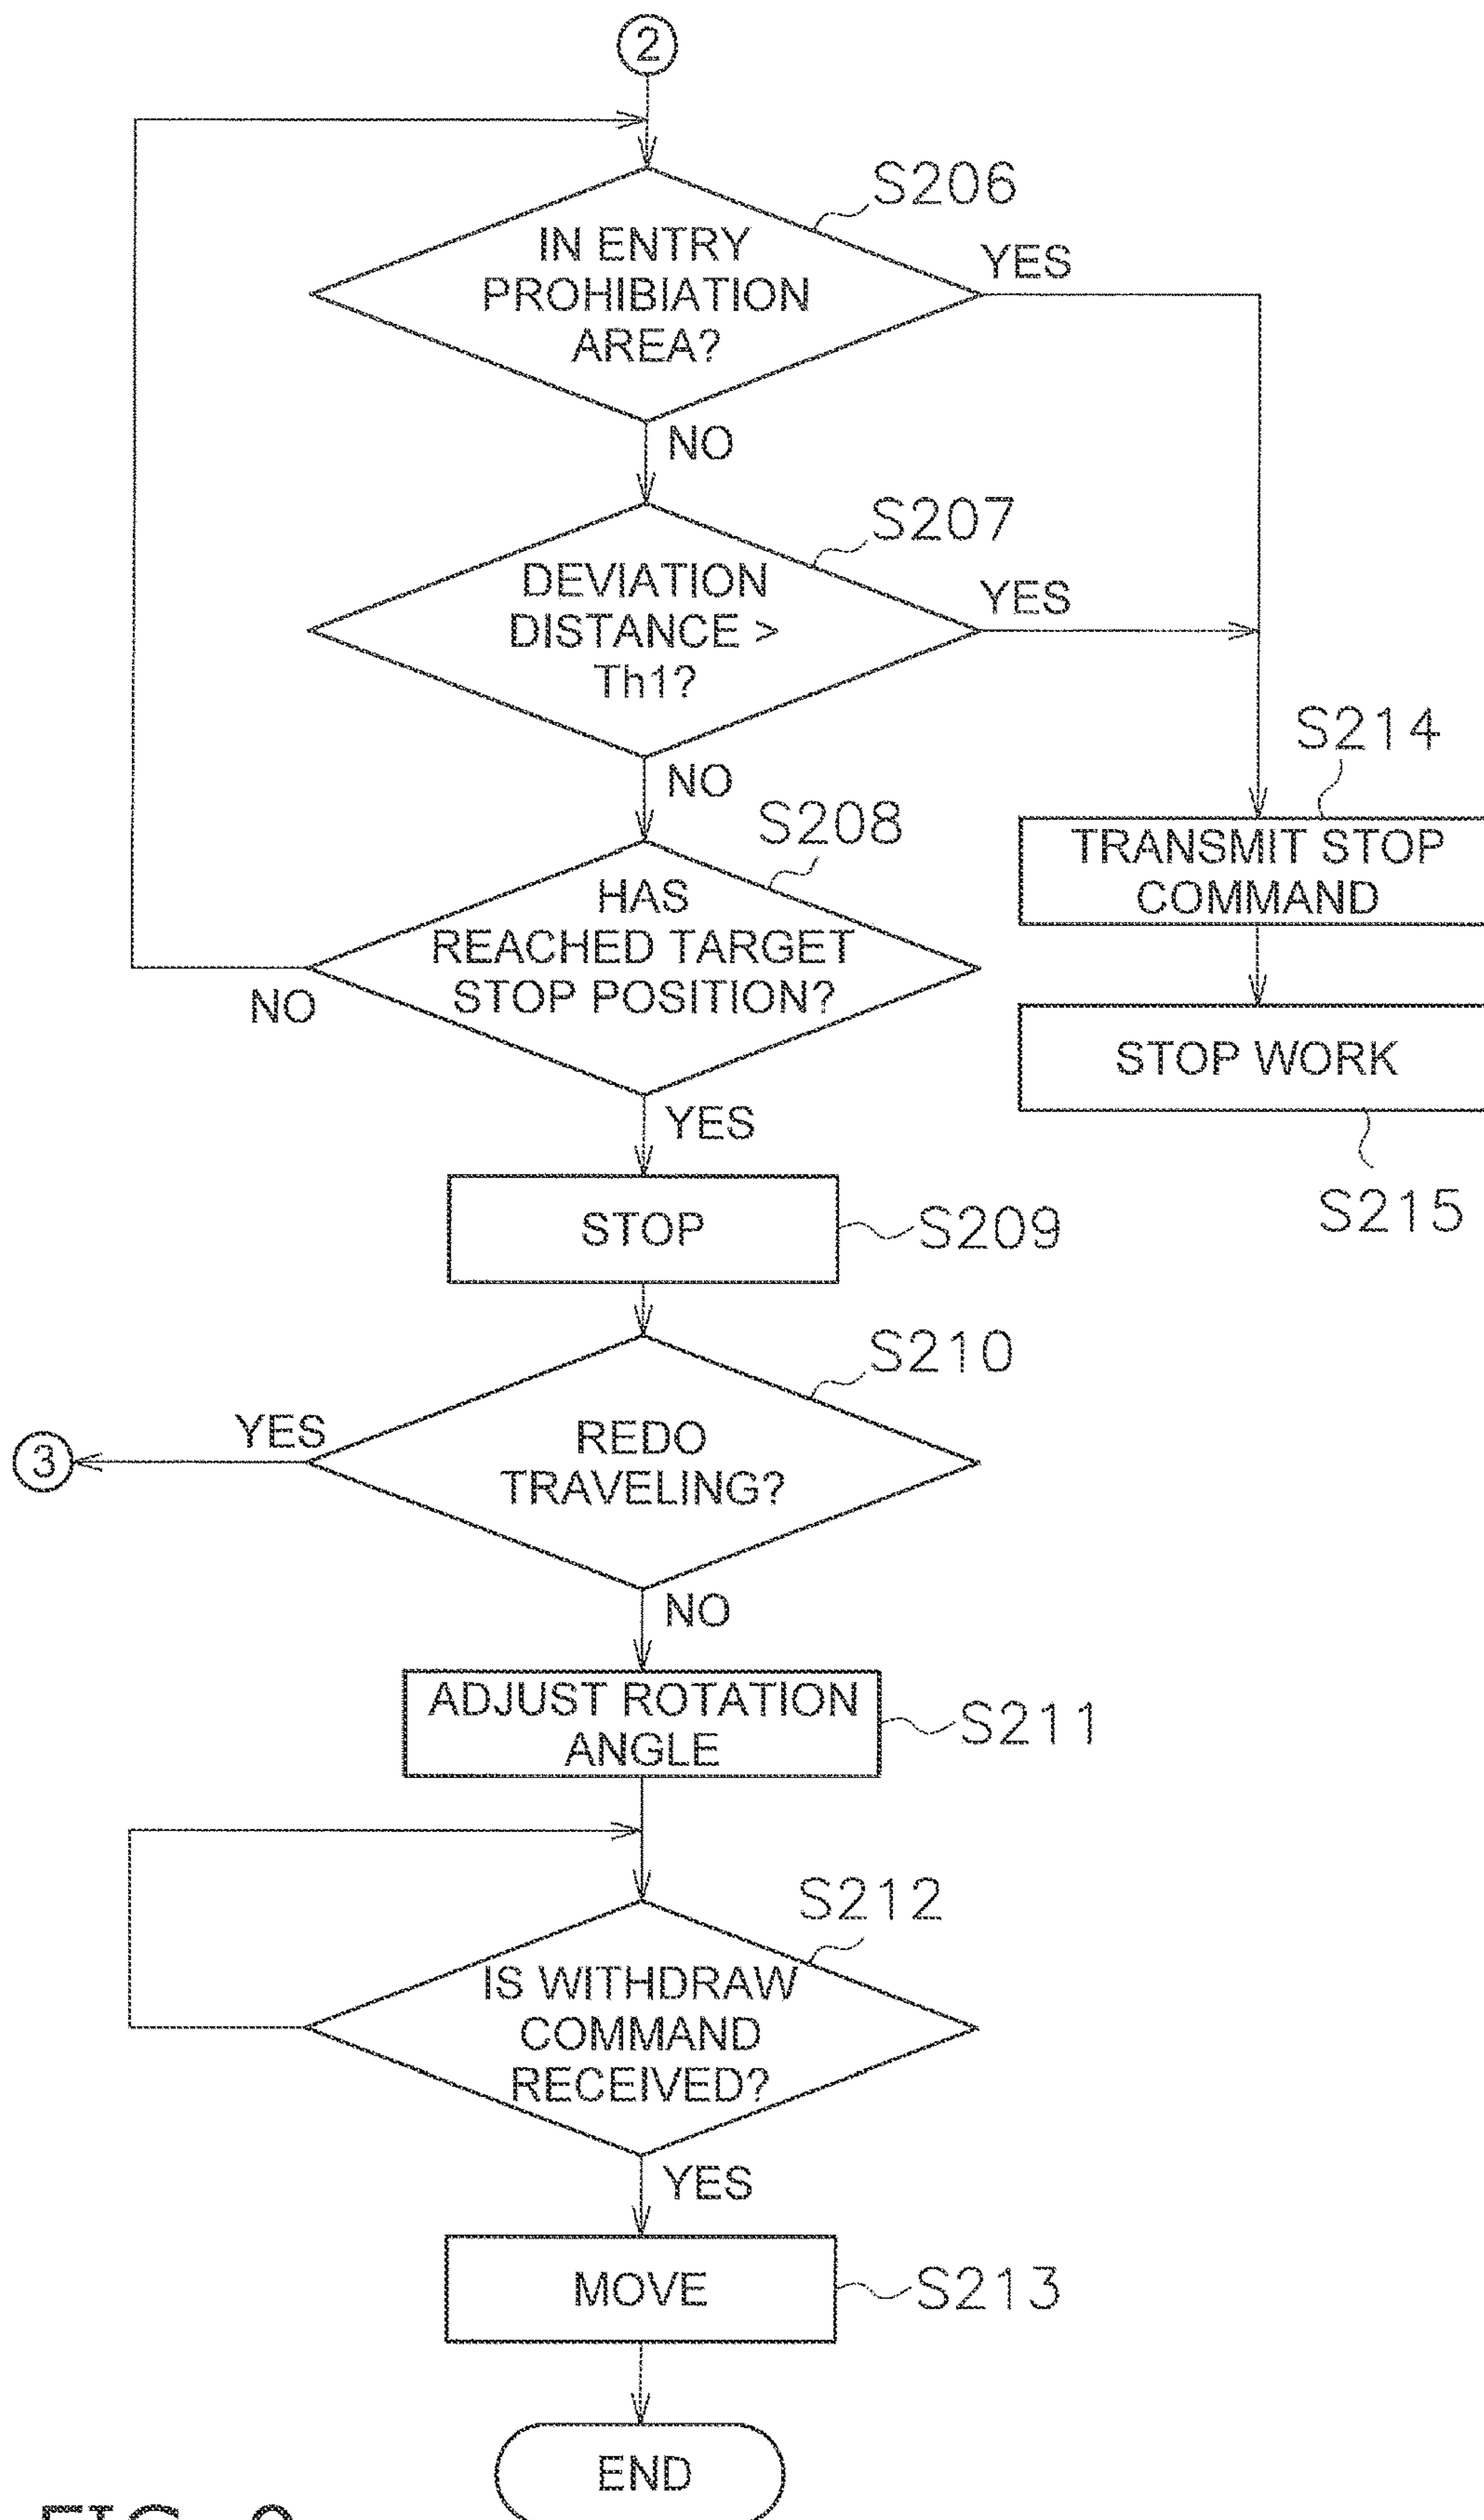 2
S206
IN ENTRY
PROHIBIATION
AREA?
YES
NO
S207
DEVIATION
DISTANCE >
Th1?
YES
NO
S214
TRANSMIT STOP
COMMAND
S208
HAS
REACHED TARGET
STOP POSITION?
NO
STOP WORK
YES
S215
STOP
S209
S210
REDO
TRAVELING?
YES
3
NO
ADJUST ROTATION
ANGLE
S211
S212
IS WITHDRAW
COMMAND
RECEIVED?
YES
MOVE
S213
END